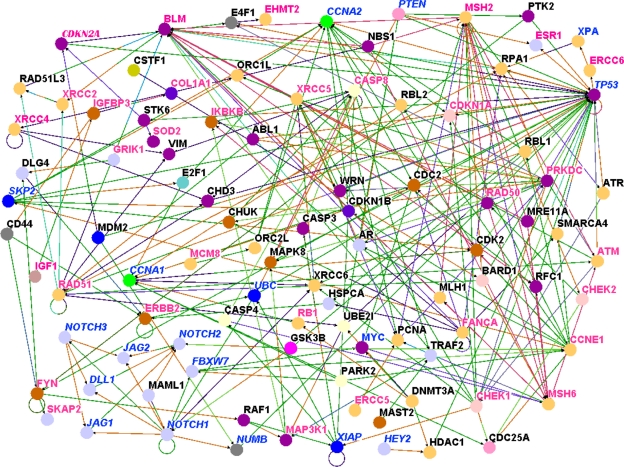 PTEN
BLM
E4F1
EHMT2
CCNA2
MSH2
PTK2
CDKN2A
NBS1
ESR1
XPA
CSTF1
ORC1L
RPA1
ERCC6
RAD51L3
XRCC2
COL1A1
CASP8
TP53
IGFBP3
XRCC5
RBL2
XRCC4
STK6
IKBKB
CDKN1A
SOD2
ABL1
RBL1
GRIK1
VIM
DLG4
E2F1
WRN
CDC2
PRKDC
SKP2
CHD3
CDKN1B
RAD50
ATR
CD44
MDM2
CHUK
CASP3
AR
MRE11A
SMARCA4
ORC2L
CDK2
IGF1
MCM8
MAPK8
ATM
RAD51
CCNA1
UBC
XRCC6
BARD1
RFC1
HSPCA
MLH1
CHEK2
ERBB2
CASP4
RB1
UBE2I
PCNA
FANCA
NOTCH3
NOTCH2
GSK3B
MYC
TRAF2
CCNE1
JAG2
FBXW7
DLL1
MAML1
PARK2
FYN
DNMT3A
MSH6
SKAP2
ERCC5
CHEK1
JAG1
NOTCH1
RAF1
MAST2
NUMB
MAP3K1
XIAP
HEY2
HDAC1
CDC25A